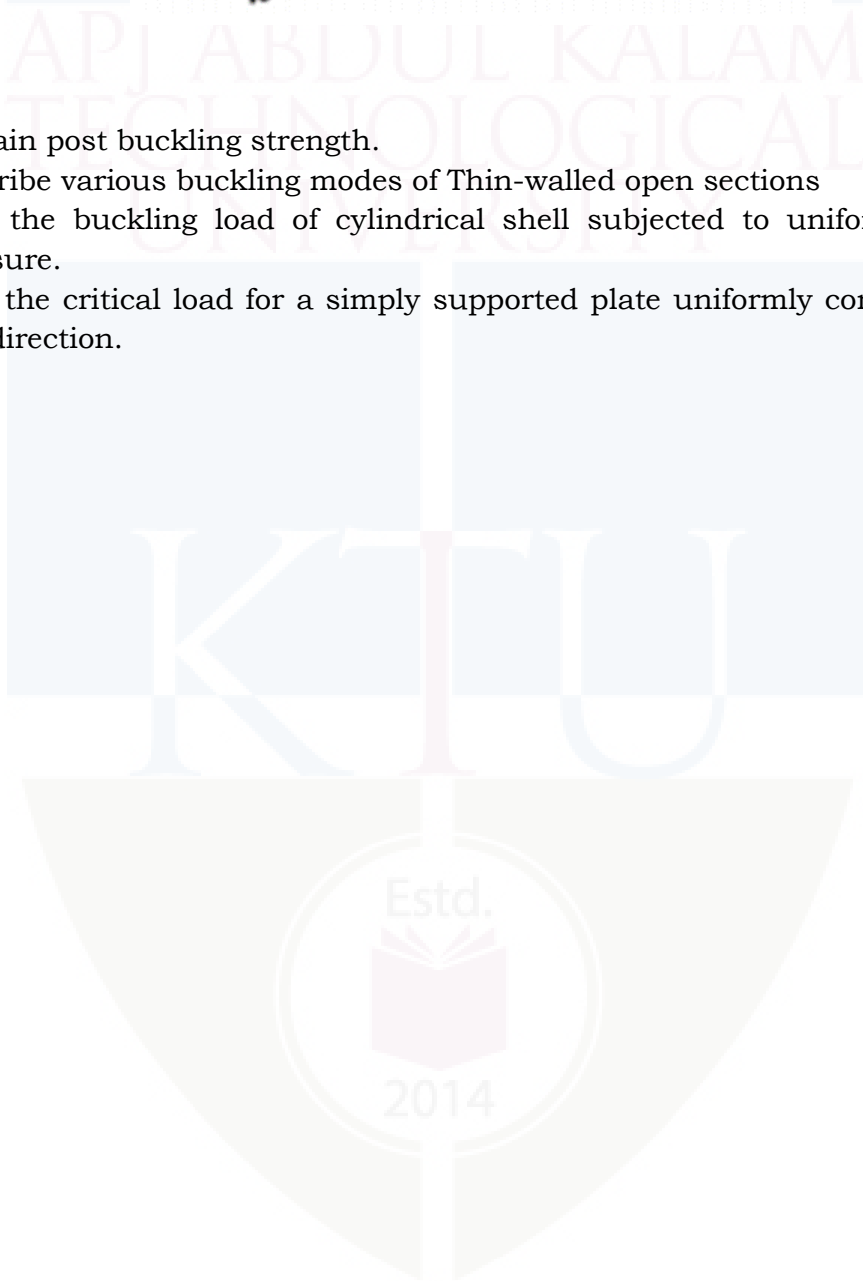 APJ ABDUL KALAM
TECHNOLOGICAL
UNIVERSITY
ain post buckling strength.
ribe various buckling modes of Thin-walled open sections
the buckling load of cylindrical shell subjected to unifo
sure.
the critical load for a simply supported plate uniformly co
direction.
KTU
Estd.
2014